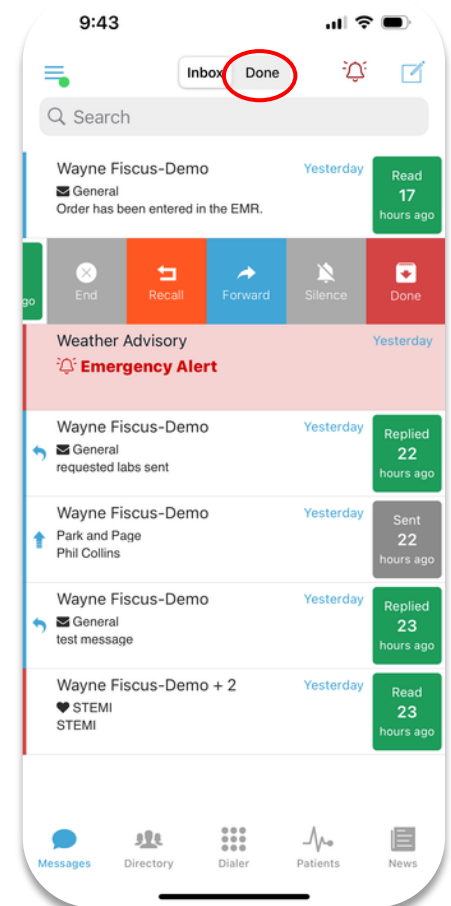 9:43
Inbox Done
Search
Wayne Fiscus-Demo Yesterday Read
General 17
Order has been entered in the EMR. hours ago
go End Recall Forward Silence Done
Weather Advisory Yesterday
Emergency Alert
Wayne Fiscus-Demo Yesterday Replied
General 22
requested labs sent hours ago
Wayne Fiscus-Demo Yesterday Sent
Park and Page 22
Phil Collins hours ago
Wayne Fiscus-Demo Yesterday Replied
General 23
test message hours ago
Wayne Fiscus-Demo + 2 Yesterday Read
STEMI 23
STEMI hours ago
Messages Directory Dialer Patients News